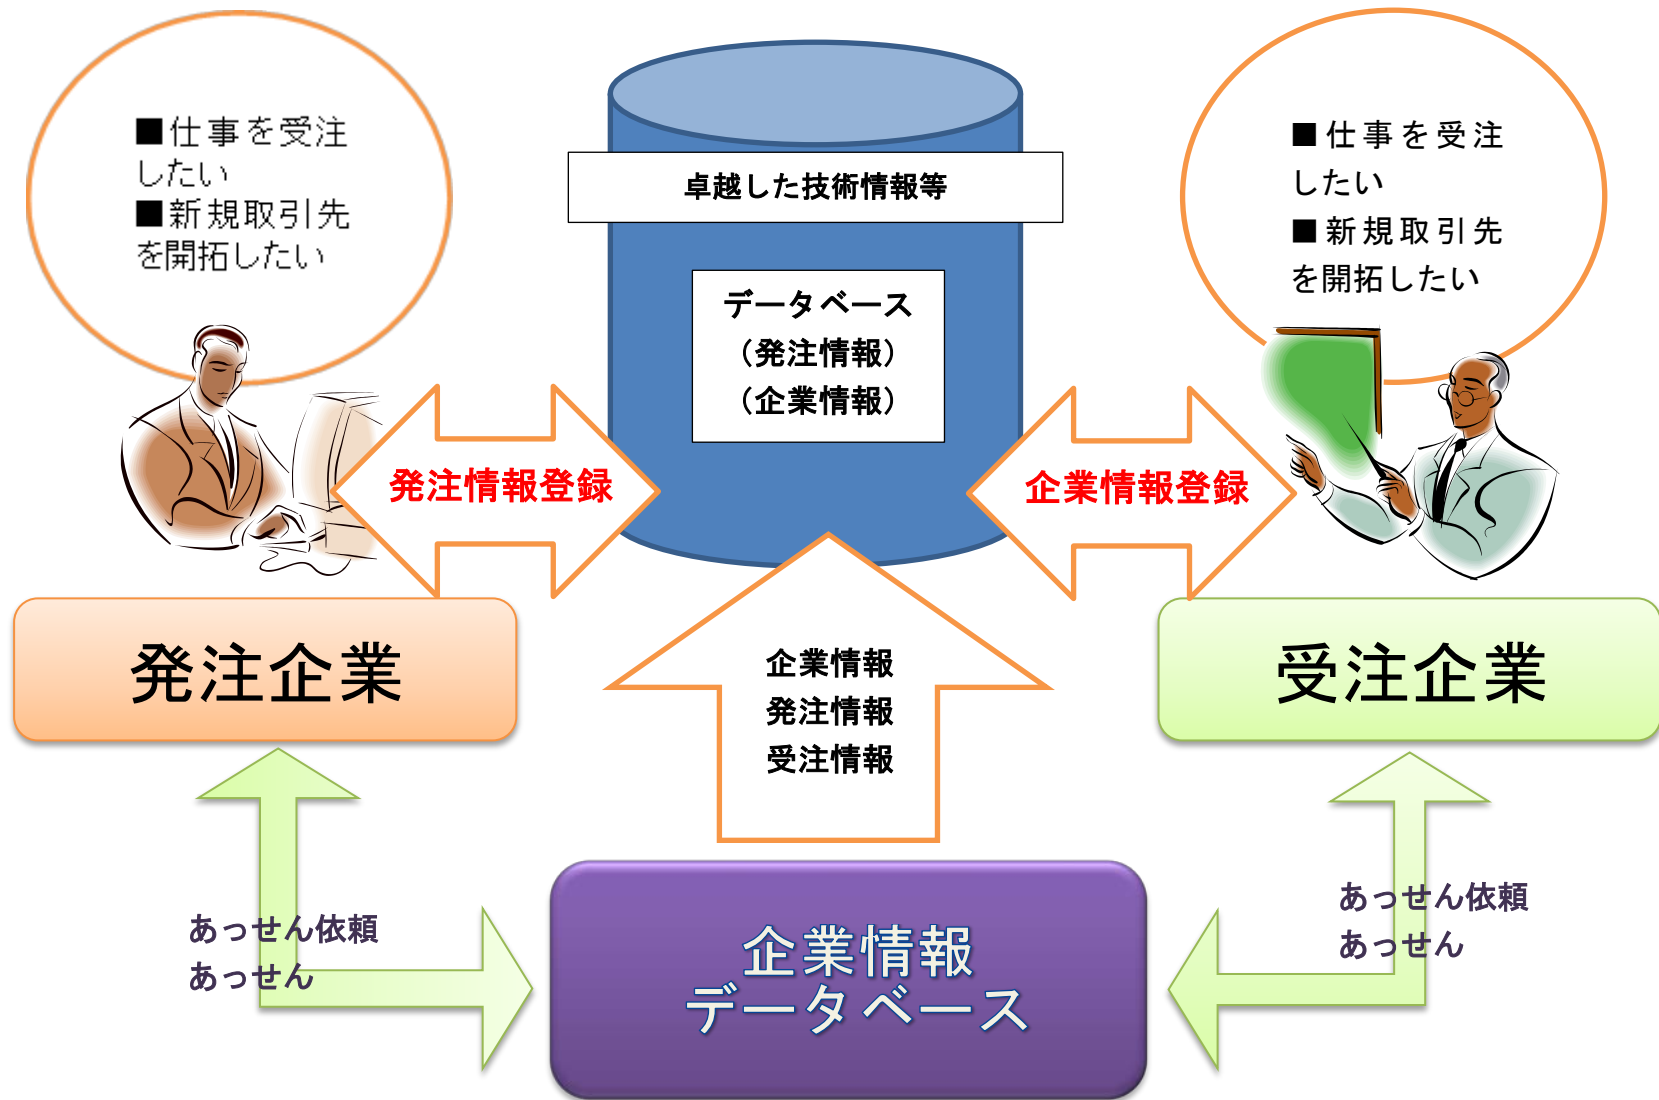 ■仕事を受注
したい
■新規取引先
を開拓したい
卓越した技術情報等
データベース
（発注情報）
（企業情報）
■仕事を受注
したい
■新規取引先
を開拓したい
発注情報登録
企業情報登録
発注企業
企業情報
発注情報
受注情報
受注企業
あっせん依頼
あっせん
企業情報
データベース
あっせん依頼
あっせん